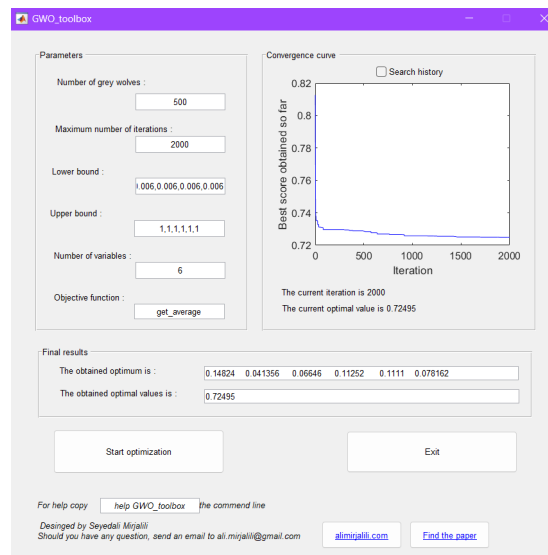 GWO_toolbox
Parameters
Number of grey wolves :
500
Maximum number of iterations :
2000
Lower bound :
).006,0.006,0.006,0.006
Upper bound :
1,1,1,1,1,1
Number of variables :
6
Objective function :
get_average
Convergence curve
Search history
0.82
0.8
0.78
0.76
0.74
0.72
Best score obtained so far
0 500 1000 1500 2000
Iteration
The current iteration is 2000
The current optimal value is 0.72495
Final results
The obtained optimum is :
0.14824 0.041356 0.06646 0.11252 0.1111 0.078162
The obtained optimal values is :
0.72495
Start optimization
Exit
For help copy help GWO_toolbox the commend line
Desinged by Seyedali Mirjalili
Should you have any question, send an email to ali.mirjalili@gmail.com
alimirjalili.com
Find the paper